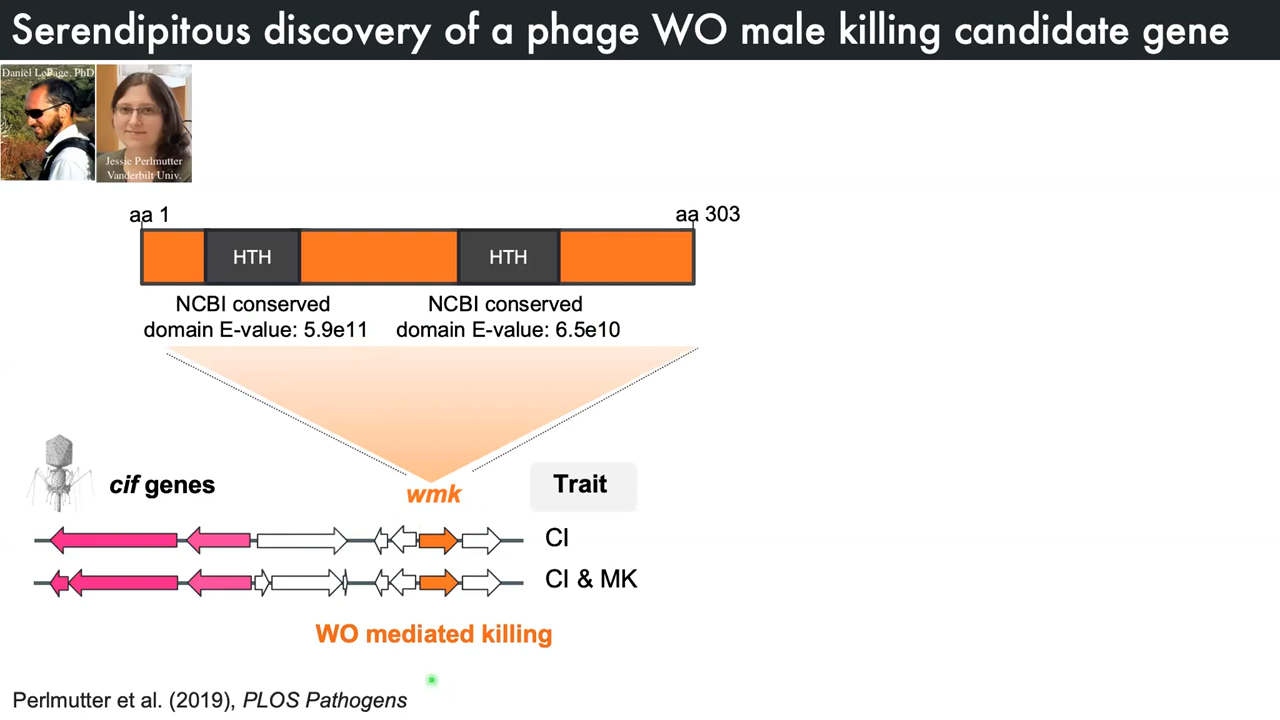 Serendipitous discovery of a phage WO male killing candidate gene
Daniel LePage, PhD
Jessie Perlmutter
Vanderbilt Univ.
aa 1
aa 303
HTH
HTH
NCBI conserved
domain E-value: 5.9e11
NCBI conserved
domain E-value: 6.5e10
cif genes
wmk
Trait
CI
CI & MK
WO mediated killing
Perlmutter et al. (2019), PLOS Pathogens